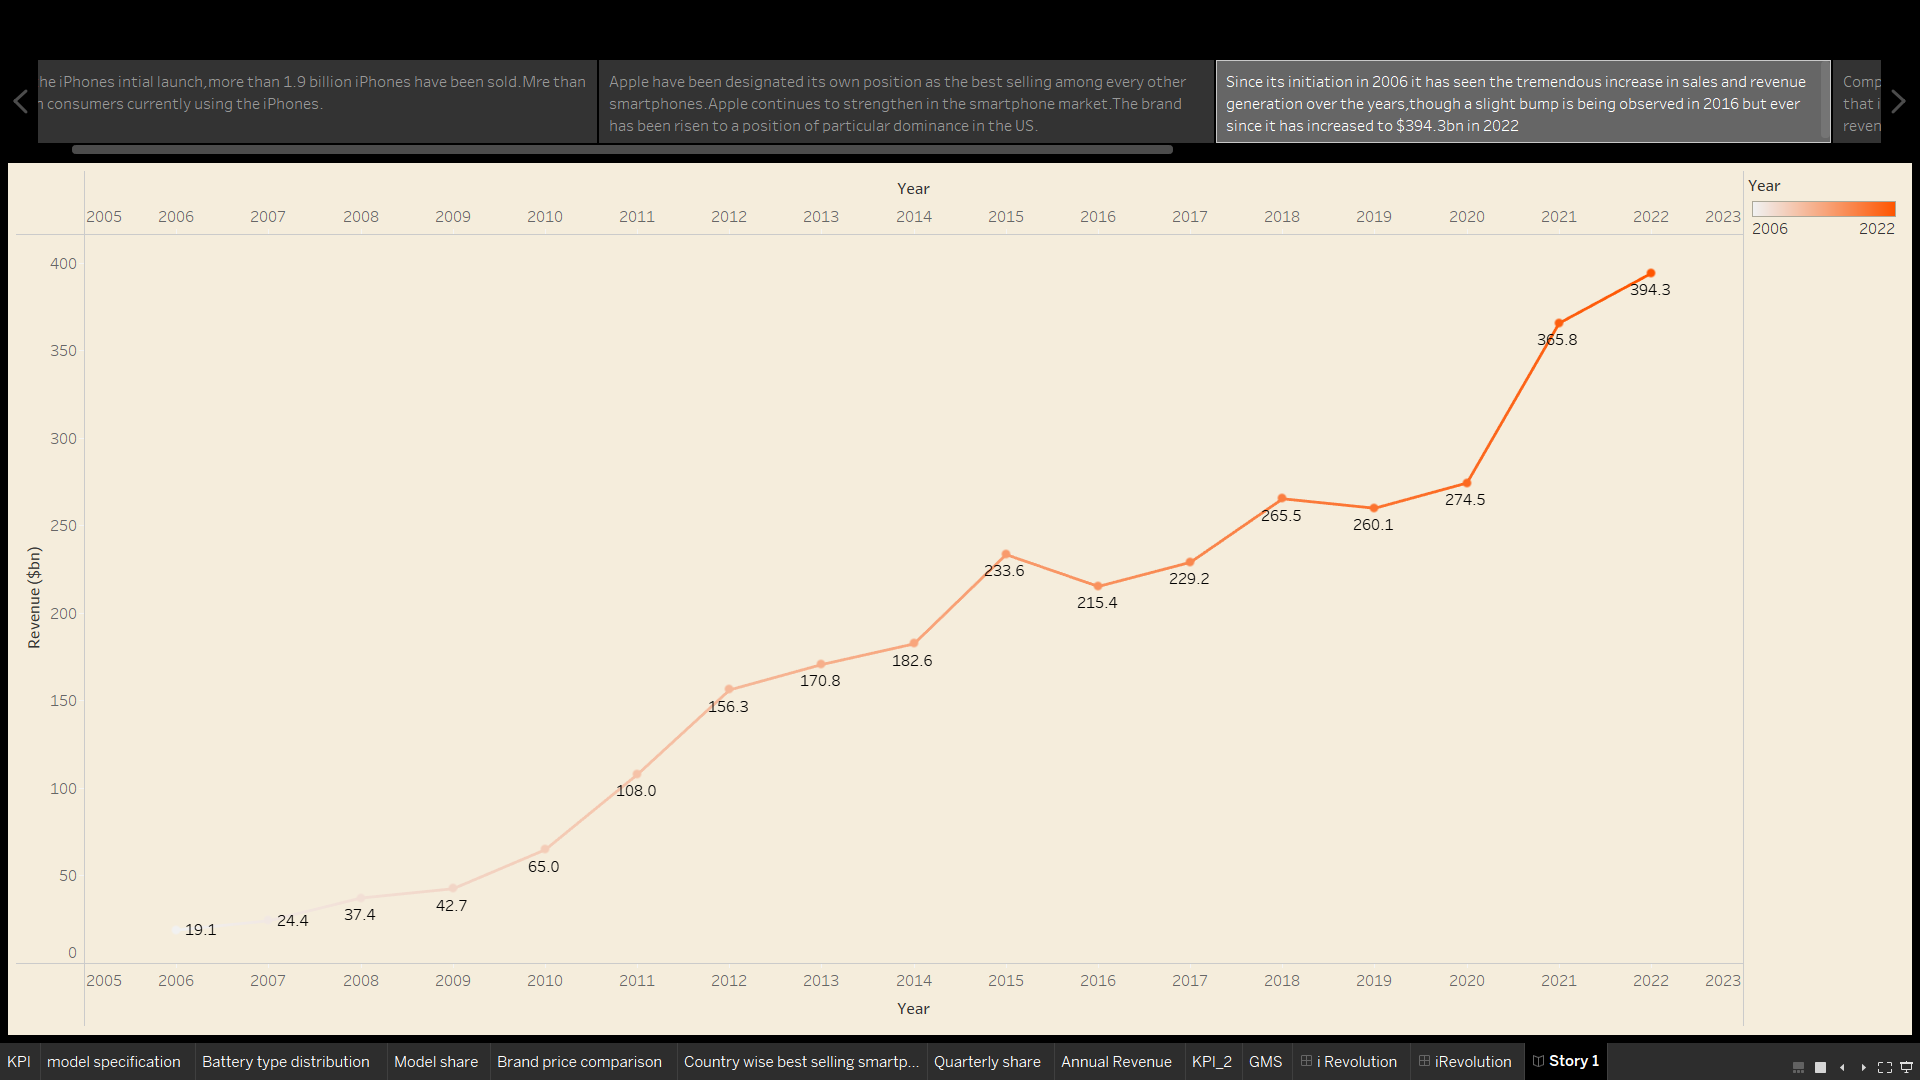 he iPhones intial launch,more than 1.9 billion iPhones have been sold.Mre than
consumers currently using the iPhones.
Apple have been designated its own position as the best selling among every other
smartphones.Apple continues to strengthen in the smartphone market.The brand
has been risen to a position of particular dominance in the US.
Since its initiation in 2006 it has seen the tremendous increase in sales and revenue
generation over the years,though a slight bump is being observed in 2016 but ever
since it has increased to $394.3bn in 2022
Comp
that i
reven
Year
2005 2006 2007 2008 2009 2010 2011 2012 2013 2014 2015 2016 2017 2018 2019 2020 2021 2022 2023
Year
2006 2022
400
350
300
250
200
150
100
50
0
Revenue ($bn)
19.1
24.4
37.4
42.7
65.0
108.0
156.3
170.8
182.6
233.6
215.4
229.2
265.5
260.1
274.5
365.8
394.3
2005 2006 2007 2008 2009 2010 2011 2012 2013 2014 2015 2016 2017 2018 2019 2020 2021 2022 2023
Year
KPI model specification Battery type distribution Model share Brand price comparison Country wise best selling smartp... Quarterly share Annual Revenue KPI_2 GMS i Revolution iRevolution Story 1